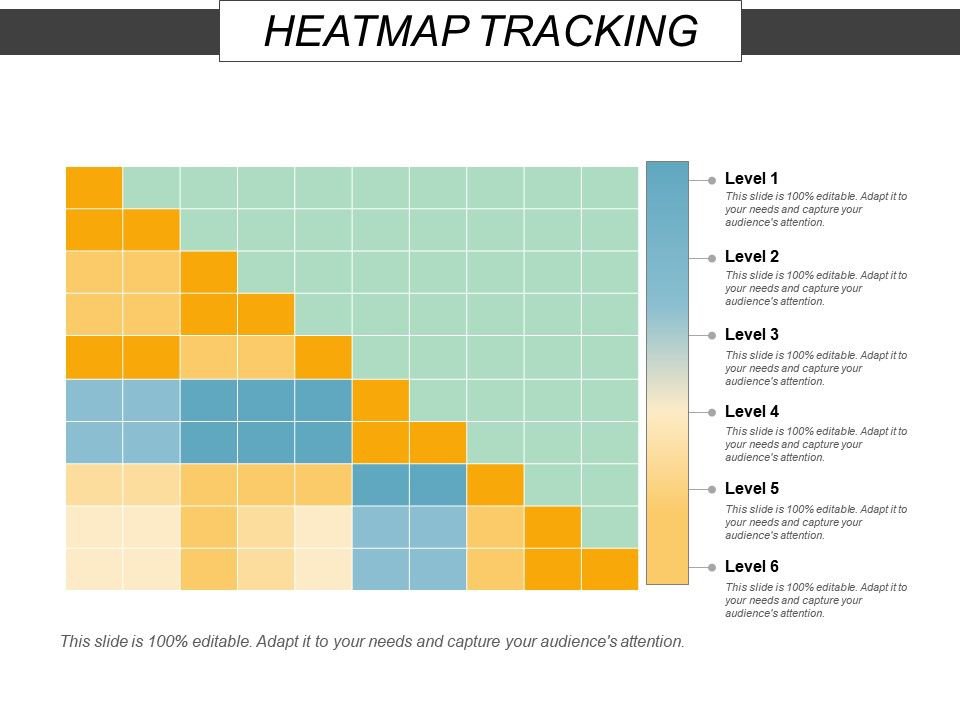 HEATMAP TRACKING
Level 1
This slide is 100% editable. Adapt it to
your needs and capture your
audience's attention.
Level 2
This slide is 100% editable. Adapt it to
your needs and capture your
audience's attention.
Level 3
This slide is 100% editable. Adapt it to
your needs and capture your
audience's attention.
Level 4
This slide is 100% editable. Adapt it to
your needs and capture your
audience's attention.
Level 5
This slide is 100% editable. Adapt it to
your needs and capture your
audience's attention.
Level 6
This slide is 100% editable. Adapt it to
your needs and capture your
audience's attention.
This slide is 100% editable. Adapt it to your needs and capture your audience's attention.